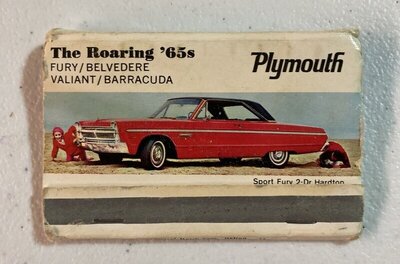 The Roaring '65s
FURY/BELVEDERE
VALIANT/BARRACUDA
Plymouth
Sport Fury 2-Dr Hardtop